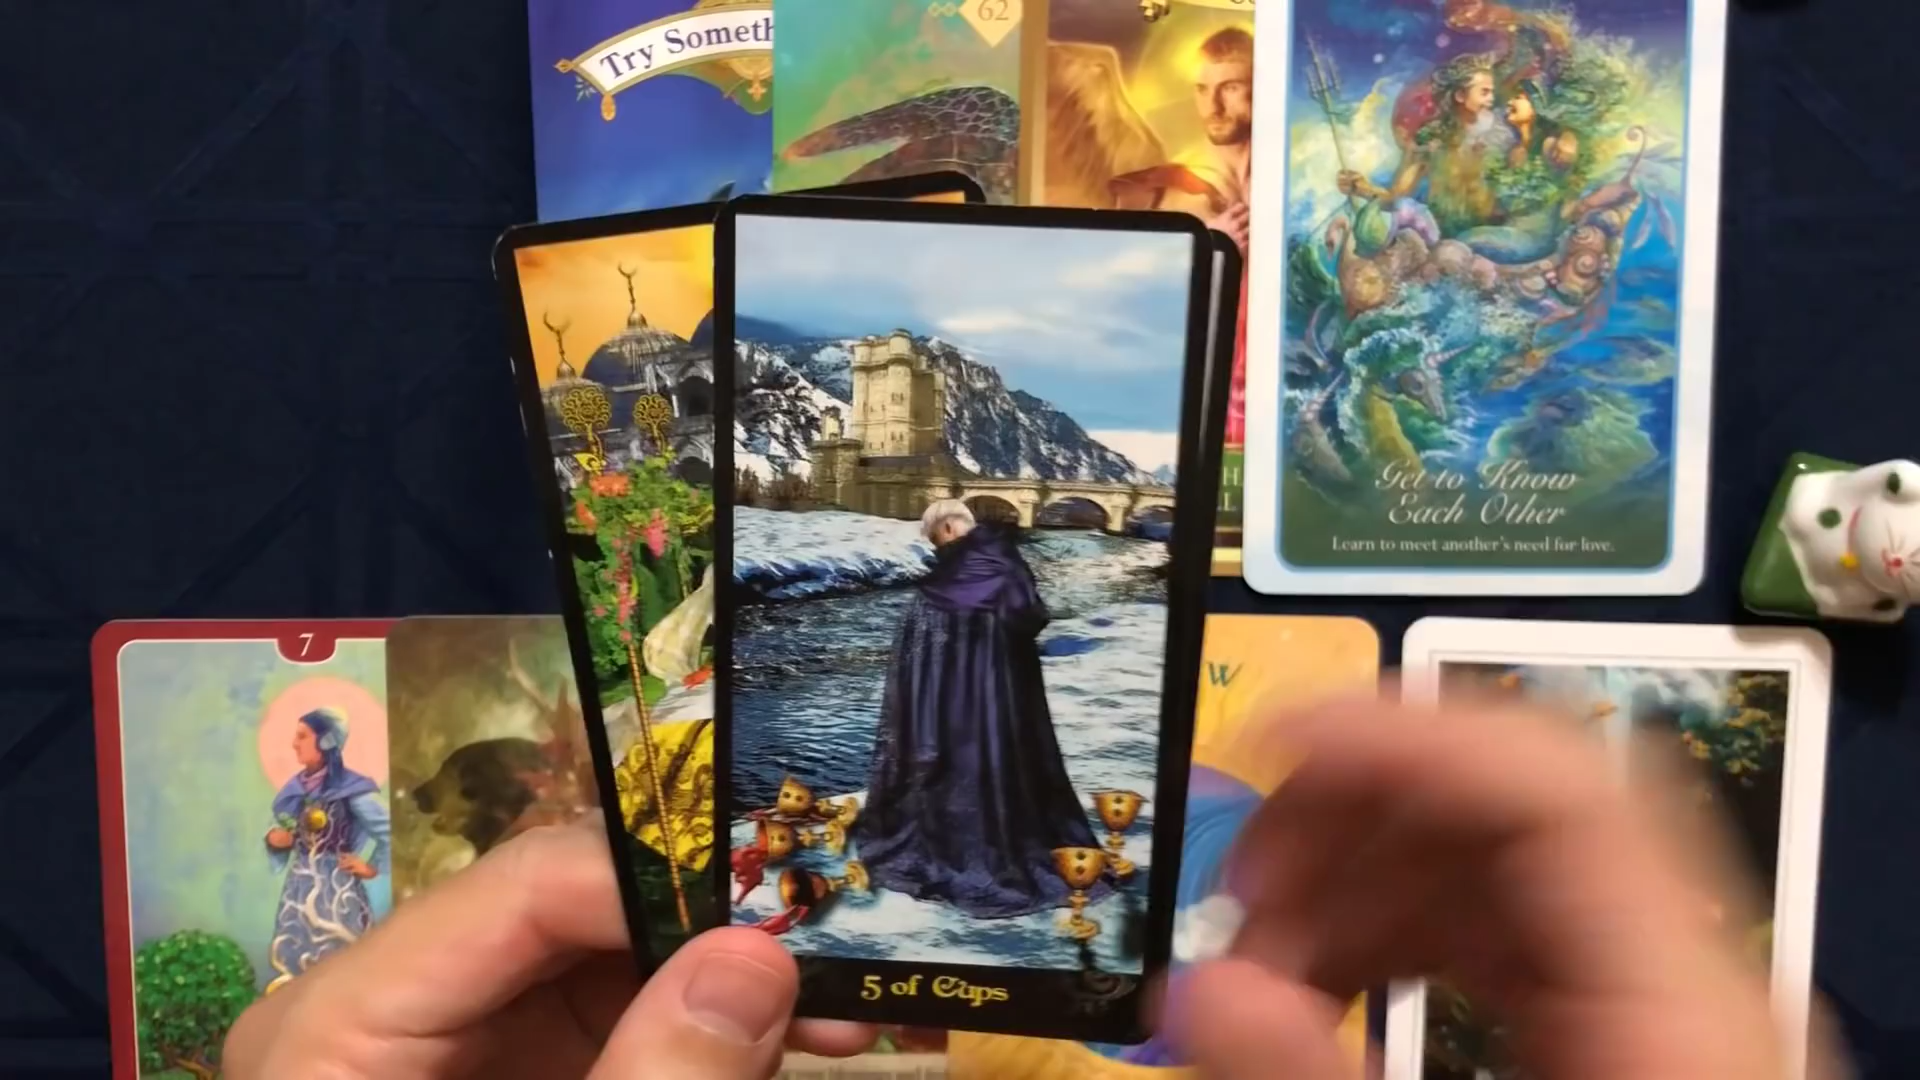 Try Someth
62
Get to Know
Each Other
Learn to meet another's need for love.
7
W
5 of Cups